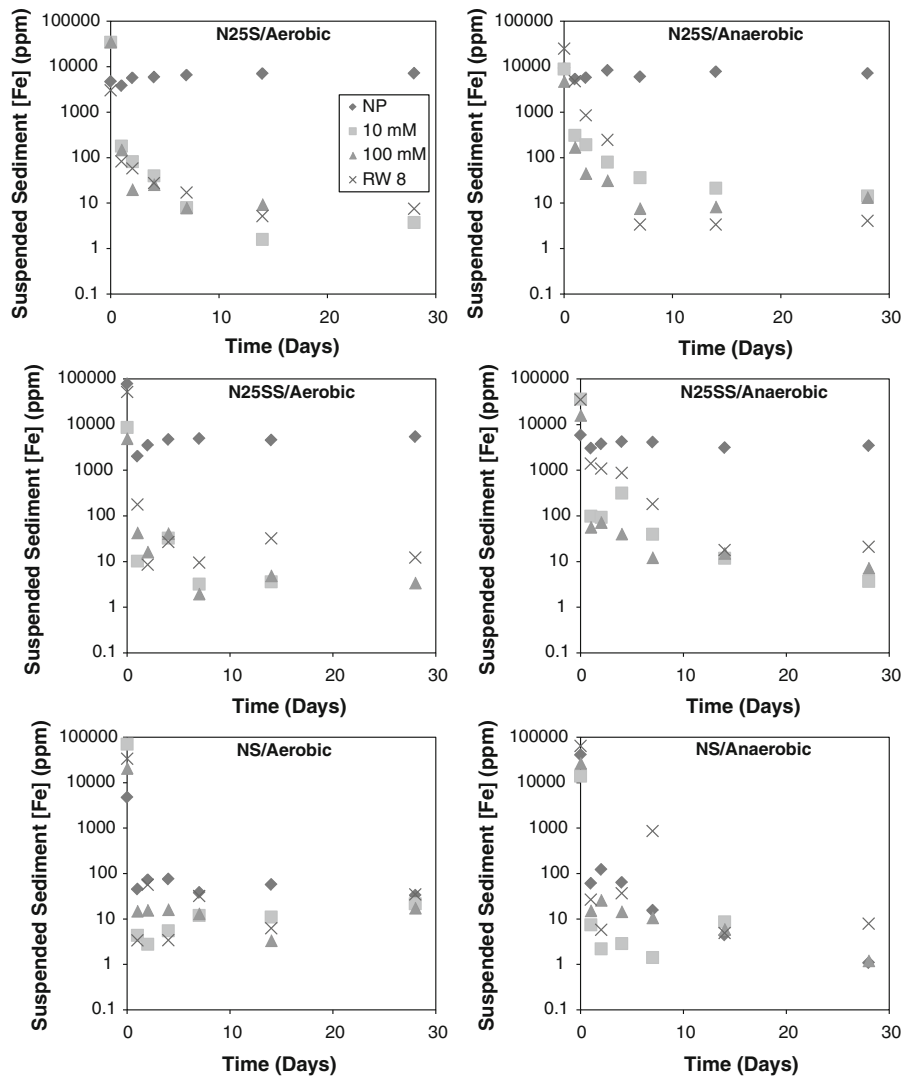 N25S/Aerobic
Suspended Sediment [Fe] (ppm)
100000
10000
1000
100
10
1
0.1
NP
10 mM
100 mM
RW 8
0 10 20 30
Time (Days)
N25S/Anaerobic
Suspended Sediment [Fe] (ppm)
100000
10000
1000
100
10
1
0.1
0 10 20 30
Time (Days)
N25SS/Aerobic
Suspended Sediment [Fe] (ppm)
100000
10000
1000
100
10
1
0.1
0 10 20 30
Time (Days)
N25SS/Anaerobic
Suspended Sediment [Fe] (ppm)
100000
10000
1000
100
10
1
0.1
0 10 20 30
Time (Days)
NS/Aerobic
Suspended Sediment [Fe] (ppm)
100000
10000
1000
100
10
1
0.1
0 10 20 30
Time (Days)
NS/Anaerobic
Suspended Sediment [Fe] (ppm)
100000
10000
1000
100
10
1
0.1
0 10 20 30
Time (Days)